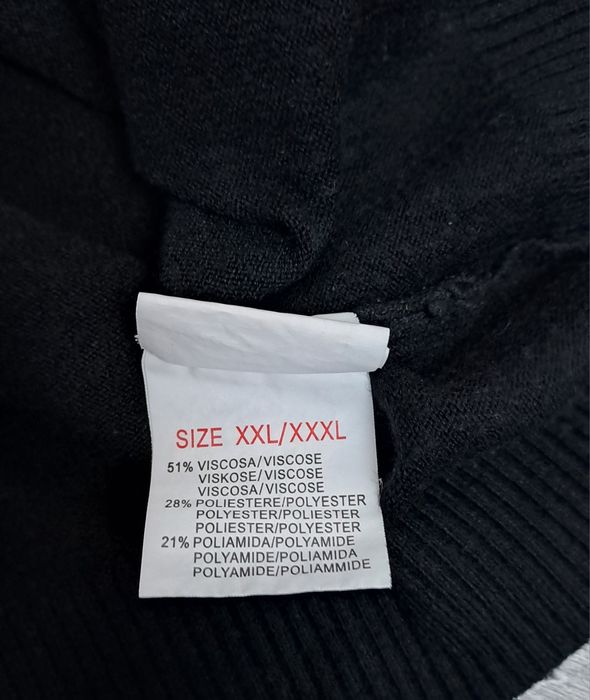 SIZE XXL/XXXL
51% VISCOSA/VISCOSE
VISKOSE/VISCOSE
VISCOSA/VISCOSE
28% POLIESTERE/POLYESTER
POLYESTER/POLIESTER
POLIESTER/POLYESTER
21% POLIAMIDA/POLYAMIDE
POLYAMIDE/POLIAMIDA
POLYAMIDE/POLIAMMIDE